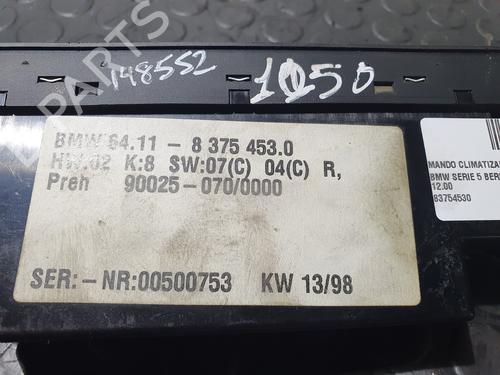 B-PARTS
148552
1050
BMW 64.11 - 8 375 453.0
HW:02 K:8 SW:07(C) 04(C) R,
Preh 90025-070/0000
SER:-NR:00500753 KW 13/98
MANDO CLIMATIZA
BMW SERIE 5 BER
12.00
83754530